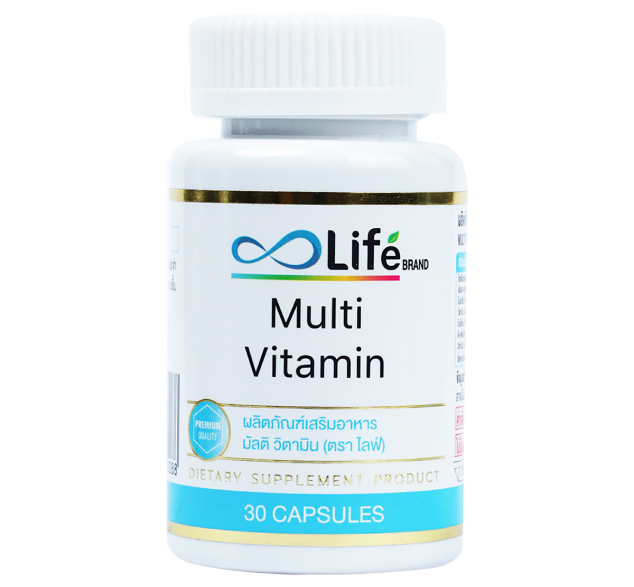 Lifé BRAND
Multi
Vitamin
PREMIUM
QUALITY
ผลิตภัณฑ์เสริมอาหาร
มัลติ วิตามิน (ตรา ไลฟ์)
DIETARY SUPPLEMENT PRODUCT
30 CAPSULES